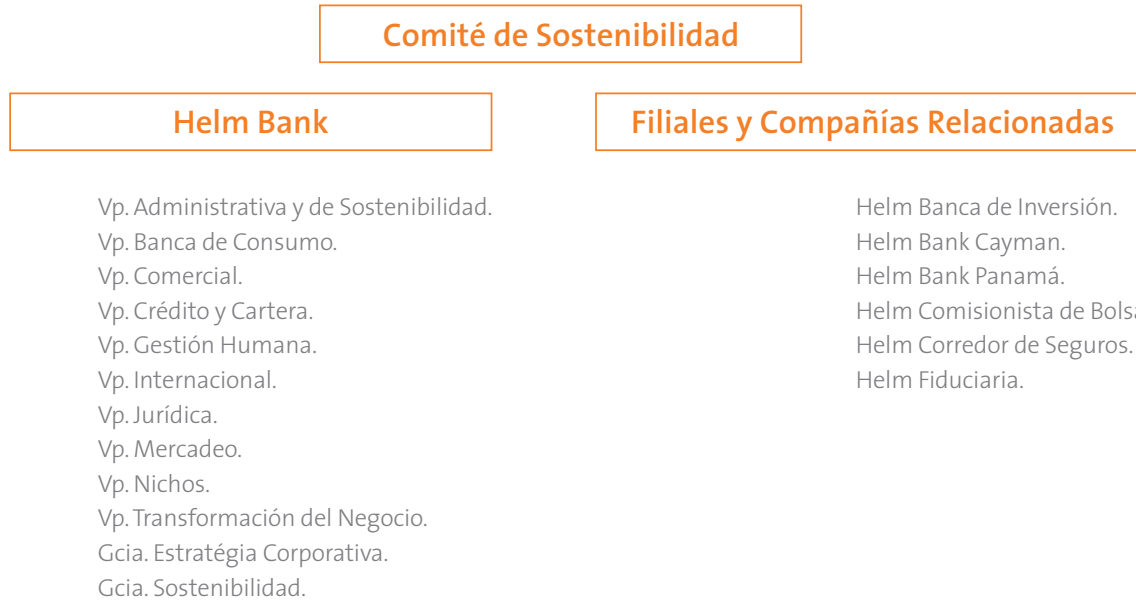 Comité de Sostenibilidad
Helm Bank
Vp. Administrativa y de Sostenibilidad.
Vp. Banca de Consumo.
Vp. Comercial.
Vp. Crédito y Cartera.
Vp. Gestión Humana.
Vp. Internacional.
Vp. Jurídica.
Vp. Mercadeo.
Vp. Nichos.
Vp. Transformación del Negocio.
Gcia. Estratégia Corporativa.
Gcia. Sostenibilidad.
Filiales y Compañías Relacionadas
Helm Banca de Inversión.
Helm Bank Cayman.
Helm Bank Panamá.
Helm Comisionista de Bolsa
Helm Corredor de Seguros.
Helm Fiduciaria.